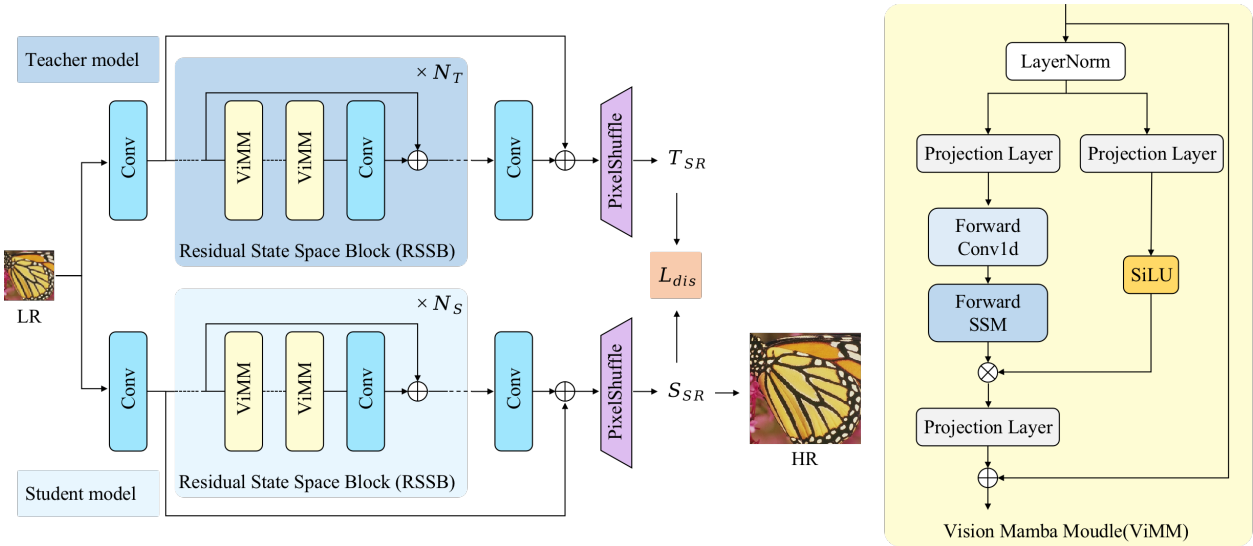 Teacher model
× N_T
Conv
ViMM
ViMM
Conv
Conv
PixelShuffle
T_SR
Residual State Space Block (RSSB)
LR
L_dis
× N_S
Conv
ViMM
ViMM
Conv
Conv
PixelShuffle
S_SR
HR
Residual State Space Block (RSSB)
Student model
LayerNorm
Projection Layer
Projection Layer
Forward
Conv1d
SiLU
Forward
SSM
Projection Layer
Vision Mamba Moudle(ViMM)